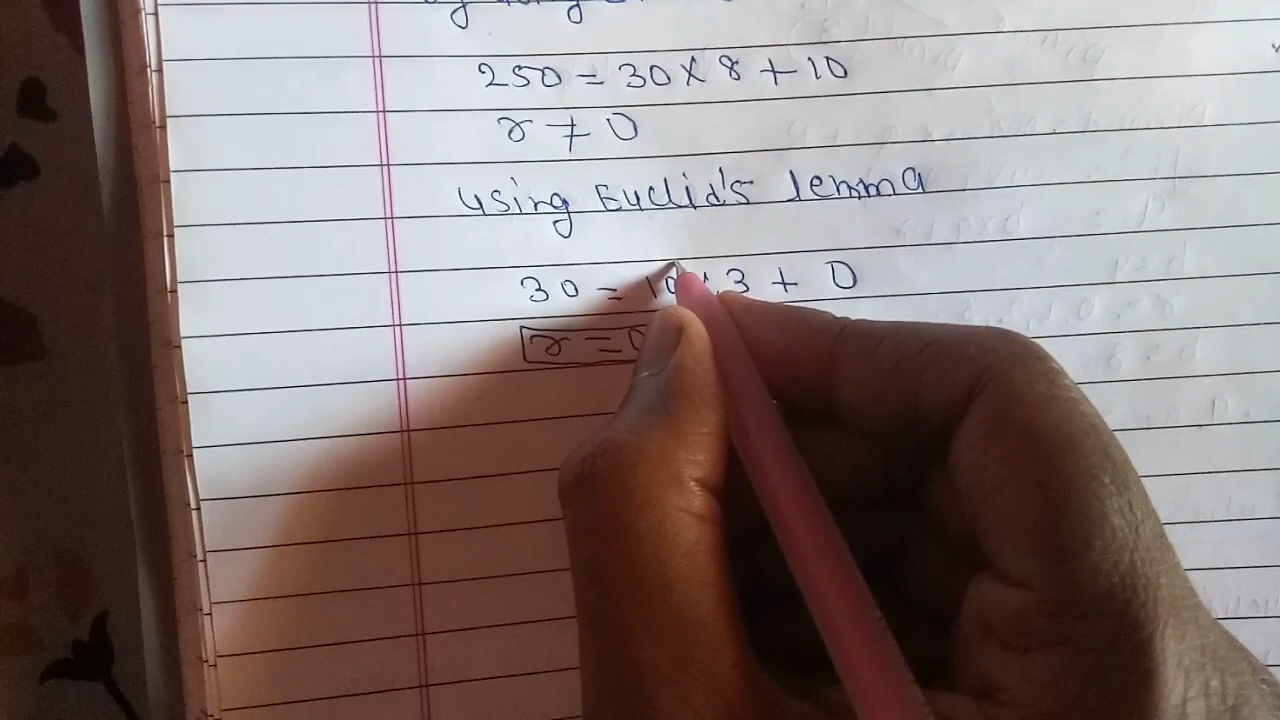 250 = 30 × 8 + 10
r ≠ 0
using Euclid's lemma
30 = 10 × 3 + 0
r = 0